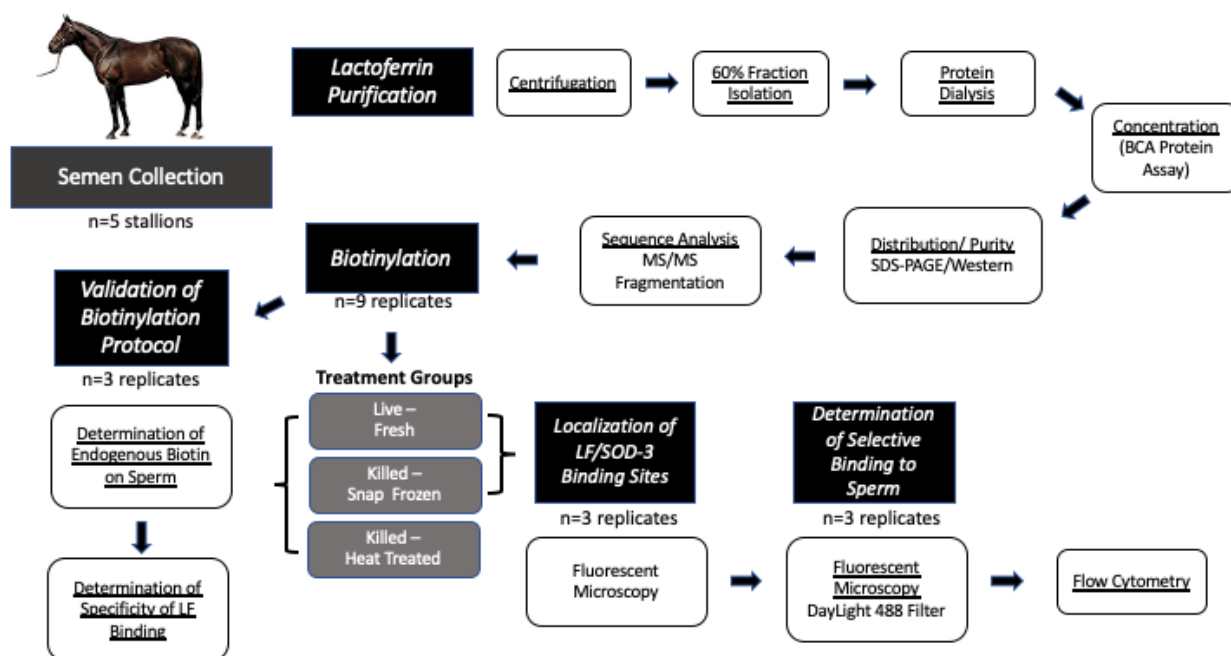 Lactoferrin
Purification
Centrifugation
60% Fraction
Isolation
Protein
Dialysis
Concentration
(BCA Protein
Assay)
Semen Collection
n=5 stallions
Distribution/ Purity
SDS-PAGE/Western
Sequence Analysis
MS/MS
Fragmentation
Biotinylation
n=9 replicates
Validation of
Biotinylation
Protocol
n=3 replicates
Determination of
Endogenous Biotin
on Sperm
Determination of
Specificity of LF
Binding
Treatment Groups
Live –
Fresh
Killed –
Snap Frozen
Killed –
Heat Treated
Localization of
LF/SOD-3
Binding Sites
n=3 replicates
Fluorescent
Microscopy
Determination
of Selective
Binding to
Sperm
n=3 replicates
Fluorescent
Microscopy
DayLight 488 Filter
Flow Cytometry